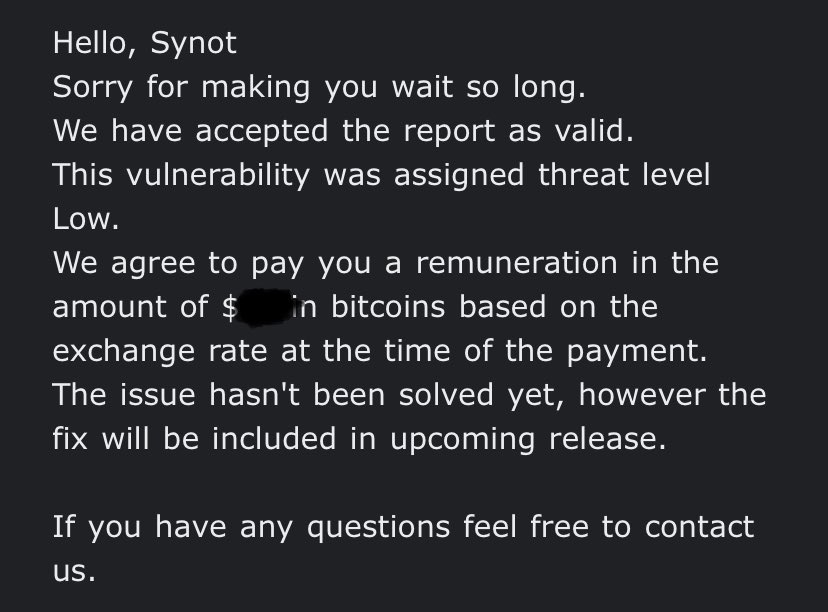 Hello, Synot
Sorry for making you wait so long.
We have accepted the report as valid.
This vulnerability was assigned threat level
Low.
We agree to pay you a remuneration in the
amount of $ in bitcoins based on the
exchange rate at the time of the payment.
The issue hasn't been solved yet, however the
fix will be included in upcoming release.
If you have any questions feel free to contact
us.